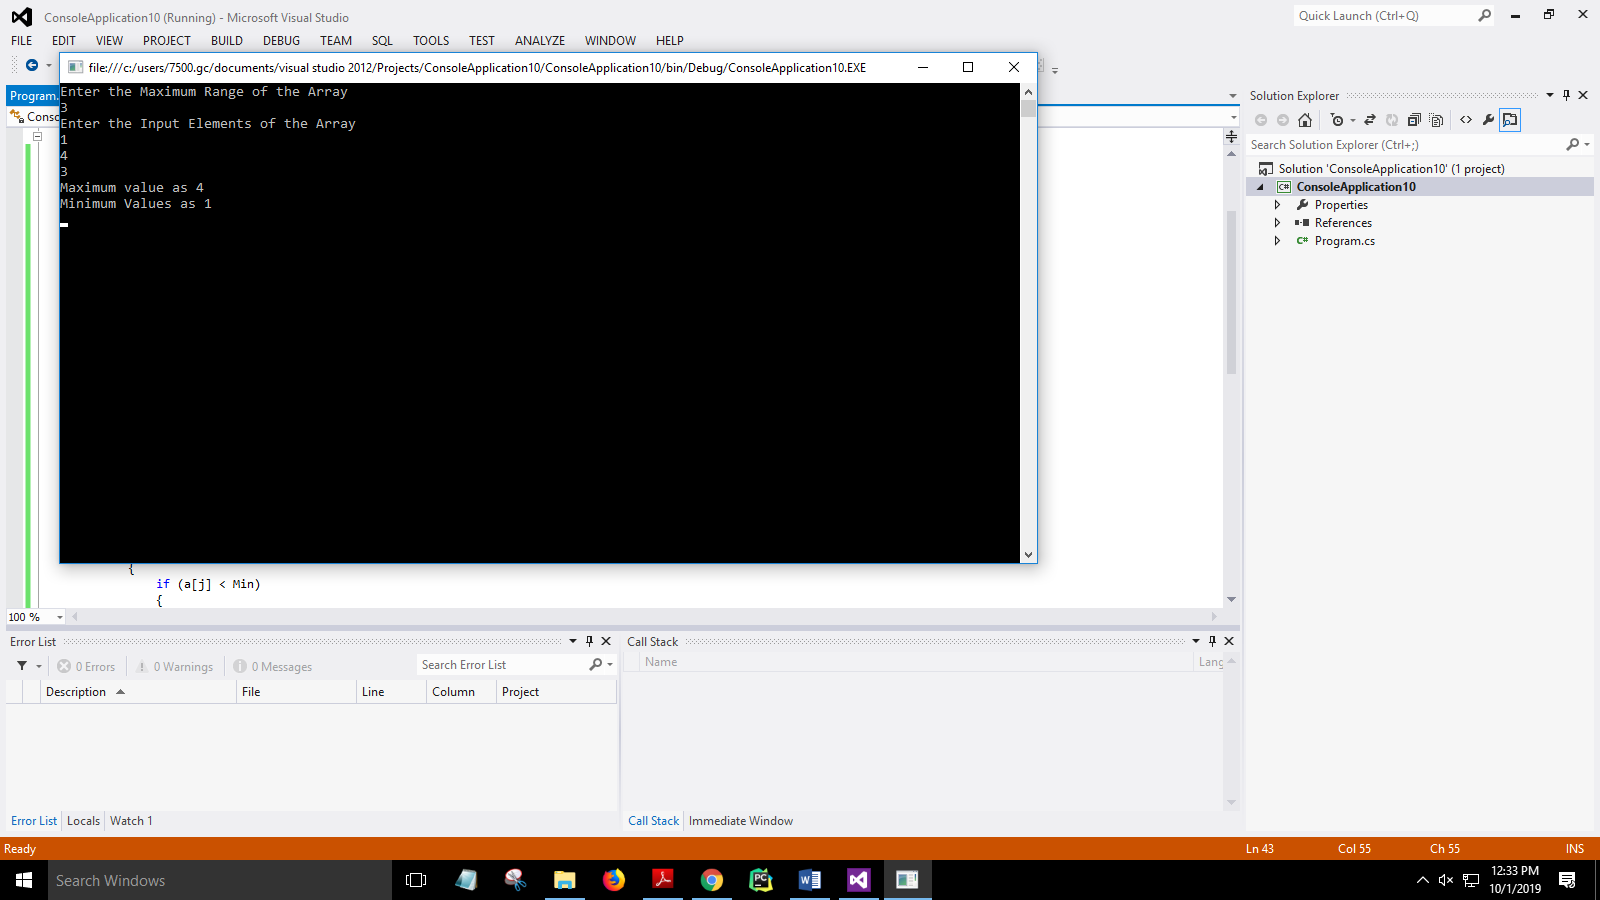 ConsoleApplication10 (Running) - Microsoft Visual Studio
Quick Launch (Ctrl+Q)
FILE EDIT VIEW PROJECT BUILD DEBUG TEAM SQL TOOLS TEST ANALYZE WINDOW HELP
file:///c:/users/7500.gc/documents/visual studio 2012/Projects/ConsoleApplication10/ConsoleApplication10/bin/Debug/ConsoleApplication10.EXE
Program.
Conso
Enter the Maximum Range of the Array
3
Enter the Input Elements of the Array
1
4
3
Maximum value as 4
Minimum Values as 1
{
if (a[j] < Min)
{
100 %
Solution Explorer
Search Solution Explorer (Ctrl+;)
Solution 'ConsoleApplication10' (1 project)
C# ConsoleApplication10
Properties
References
C# Program.cs
Error List
0 Errors 0 Warnings 0 Messages
Search Error List
Description File Line Column Project
Error List Locals Watch 1
Call Stack
Name Lang
Call Stack Immediate Window
Ready
Ln 43 Col 55 Ch 55 INS
Search Windows
12:33 PM
10/1/2019